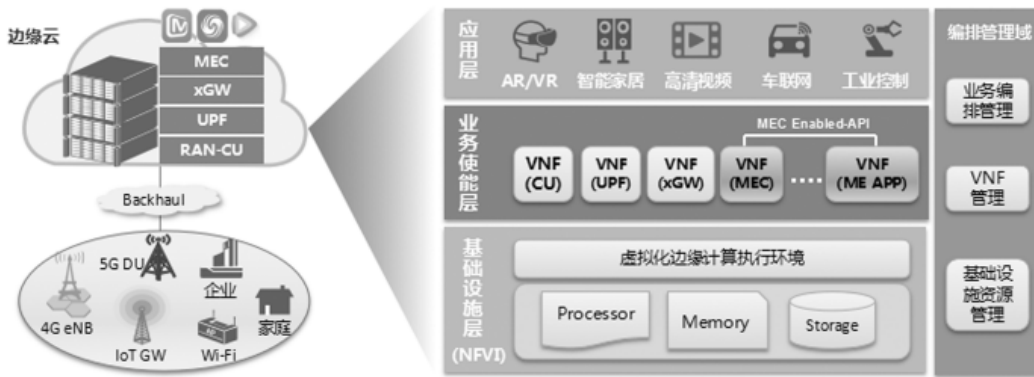 边缘云
MEC
xGW
UPF
RAN-CU
Backhaul
5G DU
企业
4G eNB
IoT GW
Wi-Fi
家庭
应用层
AR/VR
智能家居
高清视频
车联网
工业控制
业务使能层
MEC Enabled-API
VNF
(CU)
VNF
(UPF)
VNF
(xGW)
VNF
(MEC)
....
VNF
(ME APP)
基础设施层
(NFVI)
虚拟化边缘计算执行环境
Processor
Memory
Storage
编排管理域
业务编
排管理
VNF
管理
基础设
施资源
管理